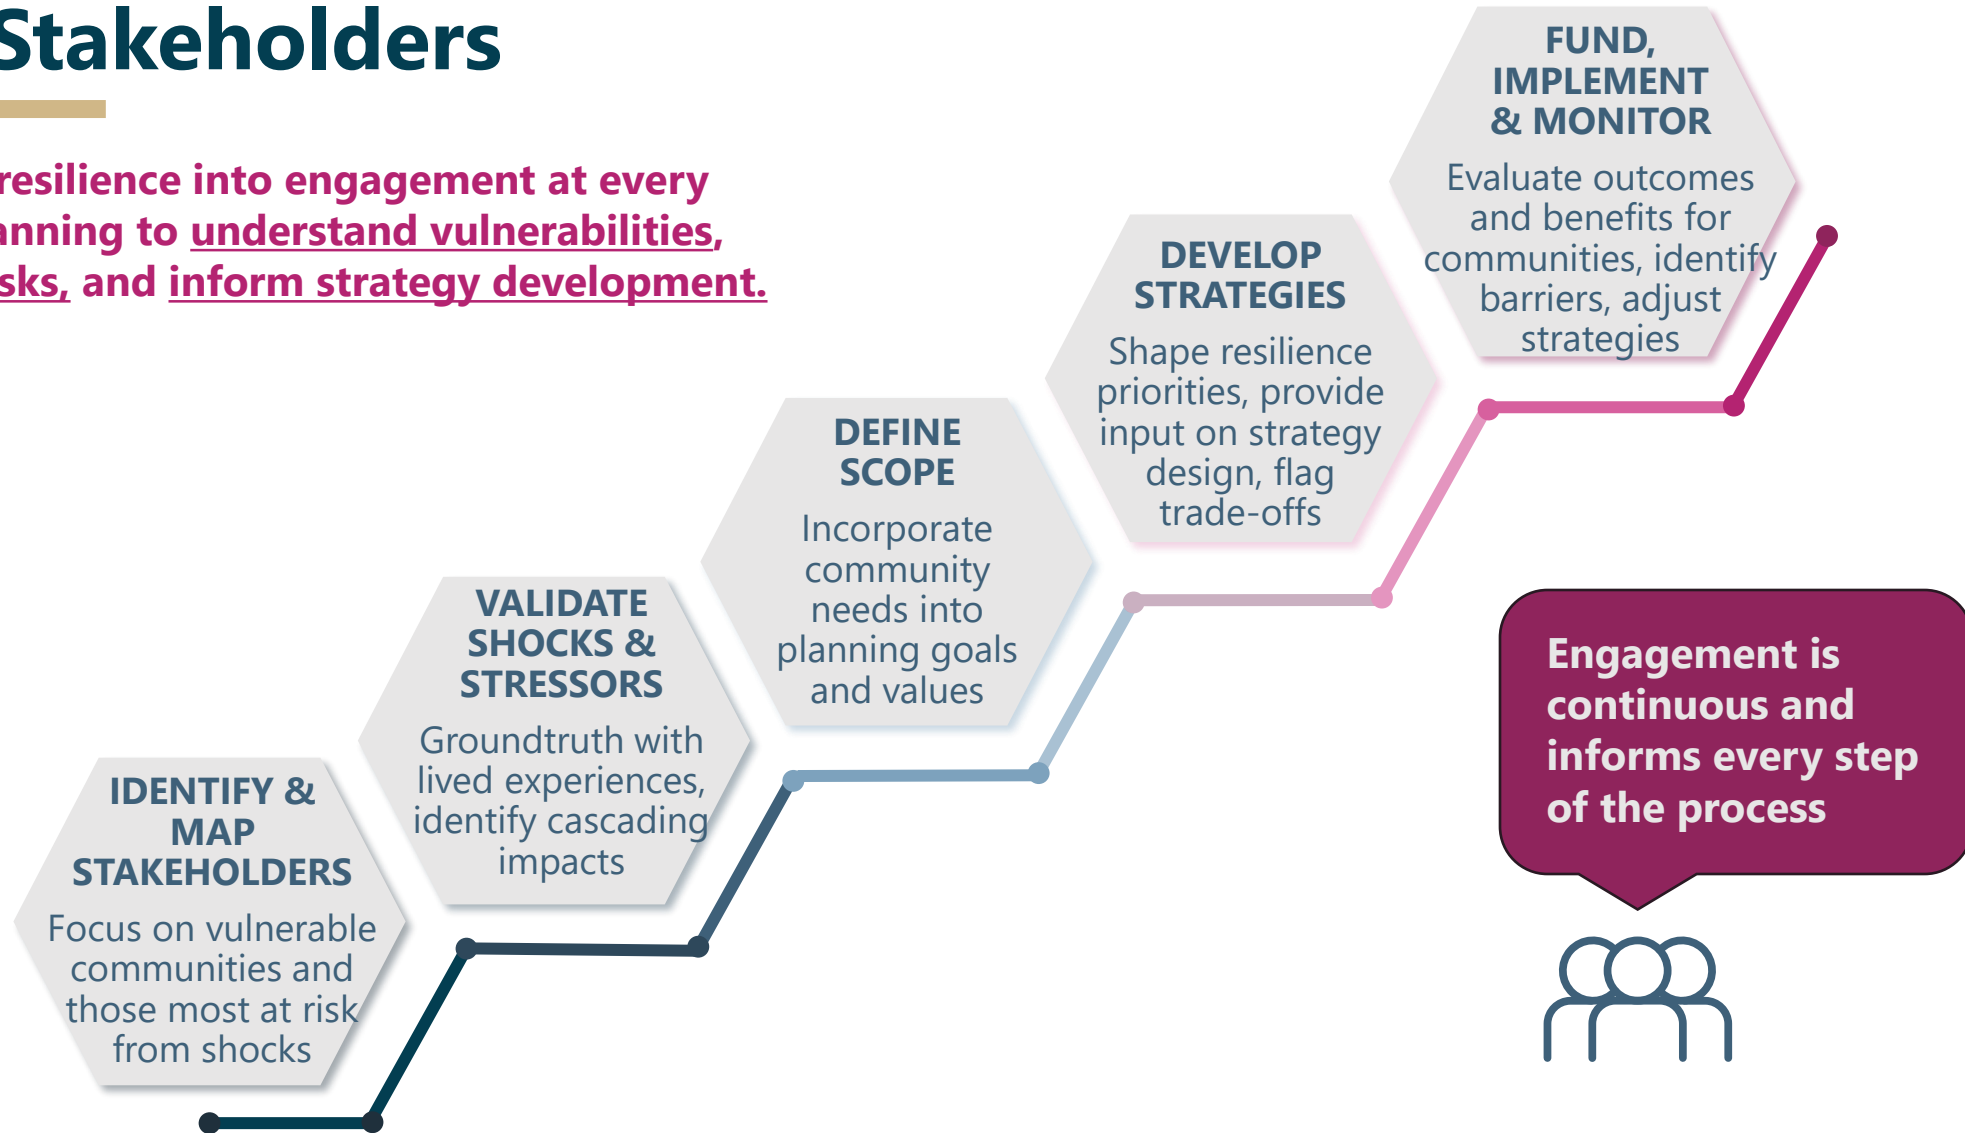 Stakeholders
resilience into engagement at every
anning to understand vulnerabilities,
sks, and inform strategy development.
IDENTIFY &
MAP
STAKEHOLDERS
Focus on vulnerable
communities and
those most at risk
from shocks
VALIDATE
SHOCKS &
STRESSORS
Groundtruth with
lived experiences,
identify cascading
impacts
DEFINE
SCOPE
Incorporate
community
needs into
planning goals
and values
DEVELOP
STRATEGIES
Shape resilience
priorities, provide
input on strategy
design, flag
trade-offs
FUND,
IMPLEMENT
& MONITOR
Evaluate outcomes
and benefits for
communities, identify
barriers, adjust
strategies
Engagement is
continuous and
informs every step
of the process